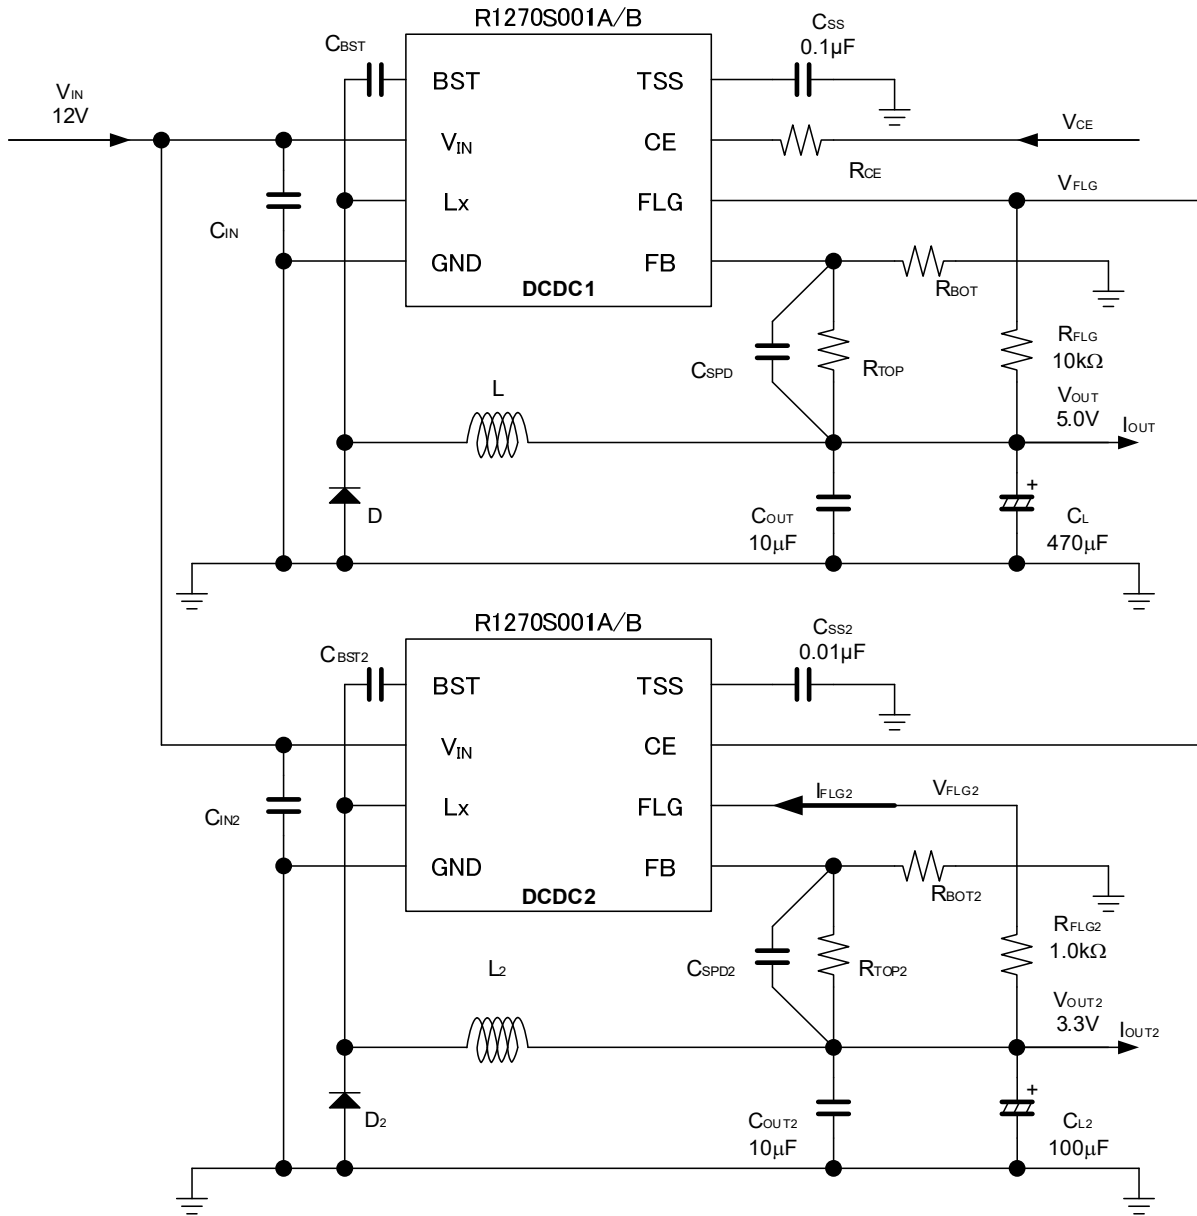 R1270S001A/B
CBST
CSS
0.1µF
VIN
12V
BST
TSS
VIN
CE
VCE
RCE
Lx
FLG
VFLG
CIN
GND
FB
DCDC1
RBOT
CSPD
RTOP
RFLG
10kΩ
L
VOUT
5.0V
IOUT
D
COUT
10µF
+
CL
470µF
R1270S001A/B
CBST2
CSS2
0.01µF
BST
TSS
VIN
CE
CIN2
Lx
FLG
IFLG2
VFLG2
GND
FB
DCDC2
RBOT2
CSPD2
RTOP2
RFLG2
1.0kΩ
L2
VOUT2
3.3V
IOUT2
D2
COUT2
10µF
+
CL2
100µF